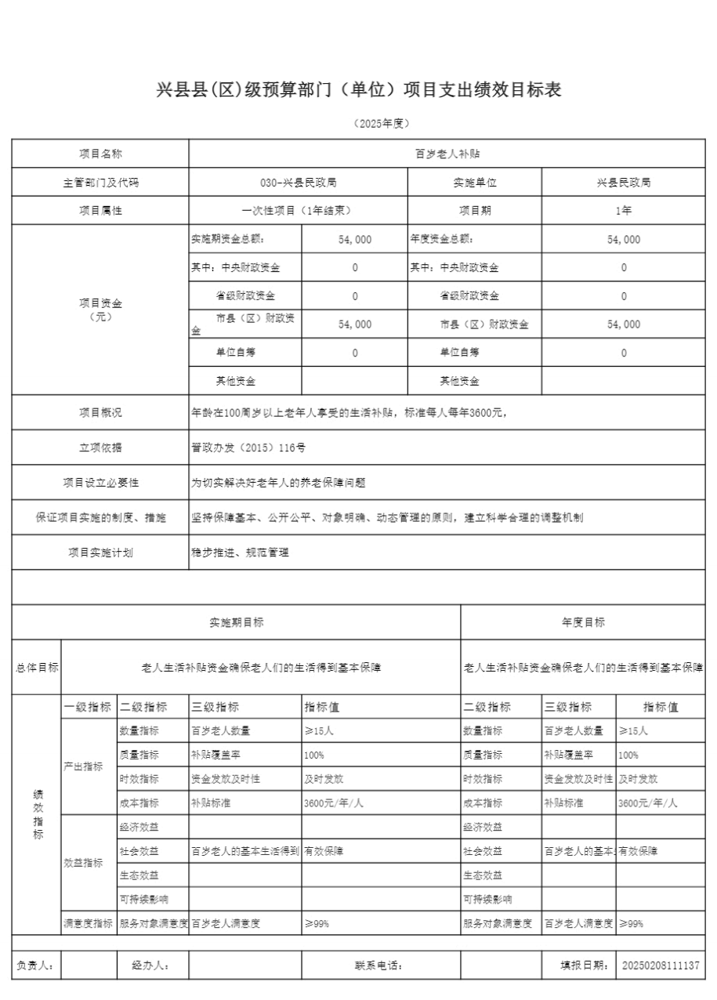 兴县县(区)级预算部门（单位）项目支出绩效目标表
（2025年度）
项目名称 百岁老人补贴
主管部门及代码 030-兴县民政局 实施单位 兴县民政局
项目属性 一次性项目（1年结束） 项目期 1年
项目资金
（元）
实施期资金总额： 54,000 年度资金总额： 54,000
其中：中央财政资金 0 其中：中央财政资金 0
省级财政资金 0 省级财政资金 0
市县（区）财政资
金 54,000 市县（区）财政资金 54,000
单位自筹 0 单位自筹 0
其他资金 其他资金
项目概况 年龄在100周岁以上老年人享受的生活补贴，标准每人每年3600元，
立项依据 晋政办发（2015）116号
项目设立必要性 为切实解决好老年人的养老保障问题
保证项目实施的制度、措施 坚持保障基本、公开公平、对象明确、动态管理的原则，建立科学合理的调整机制
项目实施计划 稳步推进、规范管理
实施期目标 年度目标
总体目标 老人生活补贴资金确保老人们的生活得到基本保障 老人生活补贴资金确保老人们的生活得到基本保障
绩
效
指
标
一级指标 二级指标 三级指标 指标值 二级指标 三级指标 指标值
产出指标
数量指标 百岁老人数量 ≥15人 数量指标 百岁老人数量 ≥15人
质量指标 补贴覆盖率 100% 质量指标 补贴覆盖率 100%
时效指标 资金发放及时性 及时发放 时效指标 资金发放及时性 及时发放
成本指标 补贴标准 3600元/年/人 成本指标 补贴标准 3600元/年/人
效益指标
经济效益 经济效益
社会效益 百岁老人的基本生活得到 有效保障 社会效益 百岁老人的基本 有效保障
生态效益 生态效益
可持续影响 可持续影响
满意度指标 服务对象满意度 百岁老人满意度 ≥99% 服务对象满意度 百岁老人满意度 ≥99%
负责人： 经办人： 联系电话： 填报日期： 20250208111137